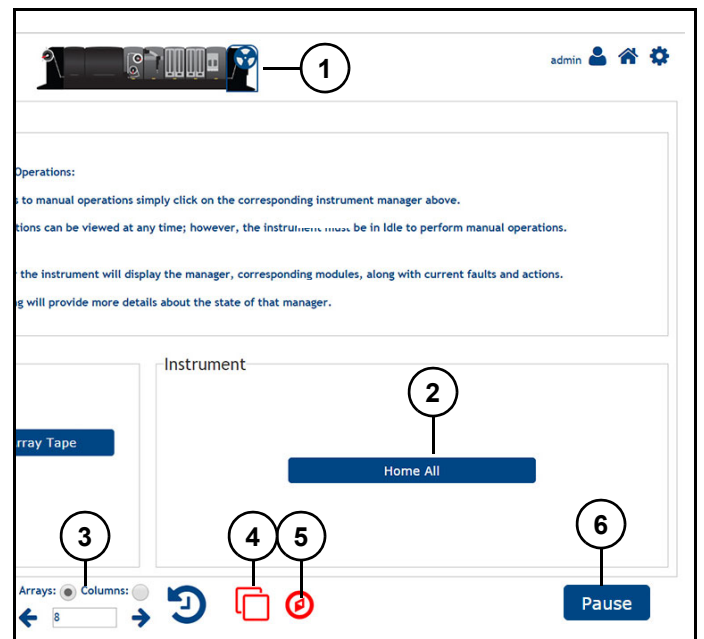 1
admin
Operations:
s to manual operations simply click on the corresponding instrument manager above.
tions can be viewed at any time; however, the instrument must be in Idle to perform manual operations.
the instrument will display the manager, corresponding modules, along with current faults and actions.
g will provide more details about the state of that manager.
Instrument
2
rray Tape
Home All
3
4
5
6
Arrays: Columns:
8
Pause